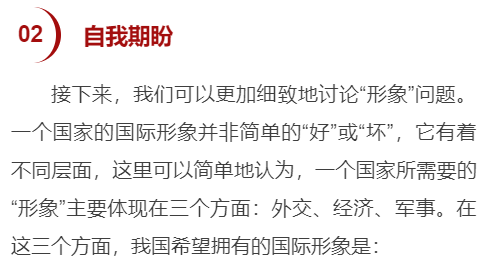 02 自我期盼
接下来，我们可以更加细致地讨论“形象”问题。
一个国家的国际形象并非简单的“好”或“坏”，它有着
不同层面，这里可以简单地认为，一个国家所需要的
“形象”主要体现在三个方面：外交、经济、军事。在
这三个方面，我国希望拥有的国际形象是：